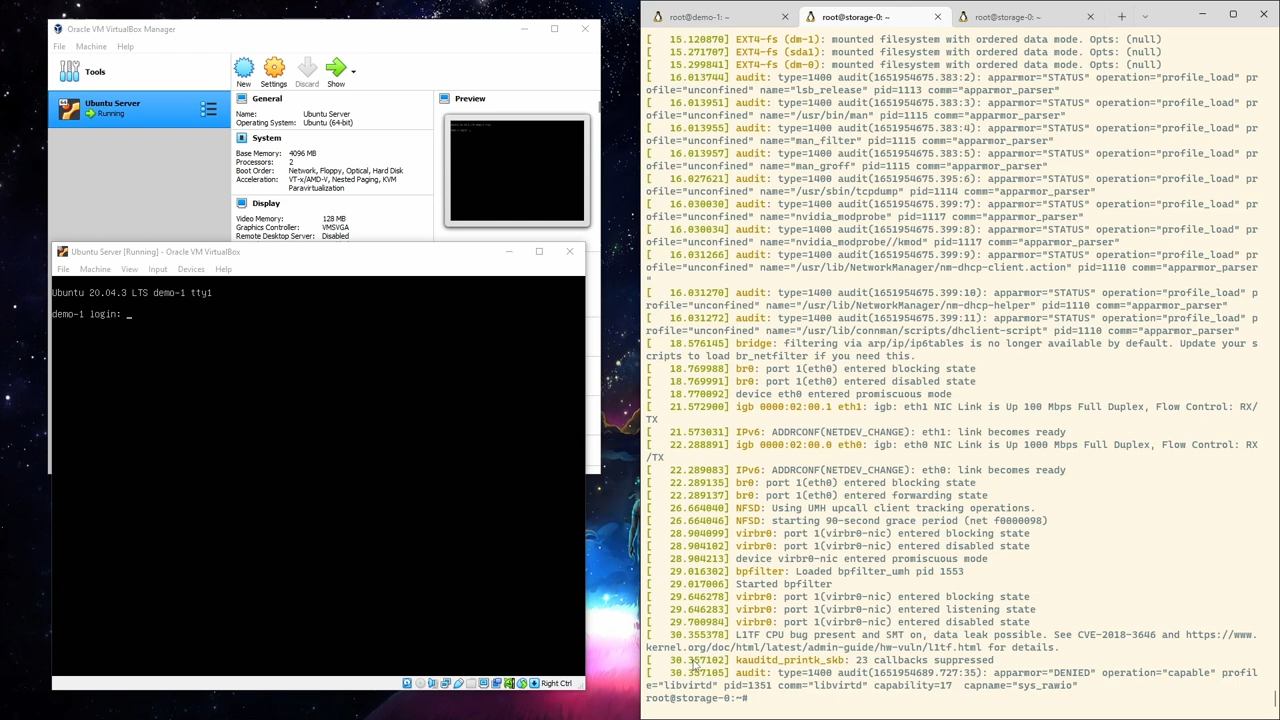 Oracle VM VirtualBox Manager
File Machine Help
Tools
New Settings Discard Show
Ubuntu Server
Running
General
Name: Ubuntu Server
Operating System: Ubuntu (64-bit)
System
Base Memory: 4096 MB
Processors: 2
Boot Order: Network, Floppy, Optical, Hard Disk
Acceleration: VT-x/AMD-V, Nested Paging, KVM
Paravirtualization
Display
Video Memory: 128 MB
Graphics Controller: VMSVGA
Remote Desktop Server: Disabled
Preview
Ubuntu Server [Running] - Oracle VM VirtualBox
File Machine View Input Devices Help
Ubuntu 20.04.3 LTS demo-1 tty1
demo-1 login: _
Right Ctrl
root@demo-1: ~ root@storage-0: ~ root@storage-0: ~
[   15.120870] EXT4-fs (dm-1): mounted filesystem with ordered data mode. Opts: (null)
[   15.271707] EXT4-fs (sda1): mounted filesystem with ordered data mode. Opts: (null)
[   15.299841] EXT4-fs (dm-0): mounted filesystem with ordered data mode. Opts: (null)
[   16.013744] audit: type=1400 audit(1651954675.383:2): apparmor="STATUS" operation="profile_load" pr
ofile="unconfined" name="lsb_release" pid=1113 comm="apparmor_parser"
[   16.013951] audit: type=1400 audit(1651954675.383:3): apparmor="STATUS" operation="profile_load" pr
ofile="unconfined" name="/usr/bin/man" pid=1115 comm="apparmor_parser"
[   16.013955] audit: type=1400 audit(1651954675.383:4): apparmor="STATUS" operation="profile_load" pr
ofile="unconfined" name="man_filter" pid=1115 comm="apparmor_parser"
[   16.013957] audit: type=1400 audit(1651954675.383:5): apparmor="STATUS" operation="profile_load" pr
ofile="unconfined" name="man_groff" pid=1115 comm="apparmor_parser"
[   16.027621] audit: type=1400 audit(1651954675.395:6): apparmor="STATUS" operation="profile_load" pr
ofile="unconfined" name="/usr/sbin/tcpdump" pid=1114 comm="apparmor_parser"
[   16.030030] audit: type=1400 audit(1651954675.399:7): apparmor="STATUS" operation="profile_load" pr
ofile="unconfined" name="nvidia_modprobe" pid=1117 comm="apparmor_parser"
[   16.030034] audit: type=1400 audit(1651954675.399:8): apparmor="STATUS" operation="profile_load" pr
ofile="unconfined" name="nvidia_modprobe//kmod" pid=1117 comm="apparmor_parser"
[   16.031266] audit: type=1400 audit(1651954675.399:9): apparmor="STATUS" operation="profile_load" pr
ofile="unconfined" name="/usr/lib/NetworkManager/nm-dhcp-client.action" pid=1110 comm="apparmor_parser
"
[   16.031270] audit: type=1400 audit(1651954675.399:10): apparmor="STATUS" operation="profile_load" p
rofile="unconfined" name="/usr/lib/NetworkManager/nm-dhcp-helper" pid=1110 comm="apparmor_parser"
[   16.031272] audit: type=1400 audit(1651954675.399:11): apparmor="STATUS" operation="profile_load" p
rofile="unconfined" name="/usr/lib/connman/scripts/dhclient-script" pid=1110 comm="apparmor_parser"
[   18.576145] bridge: filtering via arp/ip/ip6tables is no longer available by default. Update your s
cripts to load br_netfilter if you need this.
[   18.769988] br0: port 1(eth0) entered blocking state
[   18.769991] br0: port 1(eth0) entered disabled state
[   18.770092] device eth0 entered promiscuous mode
[   21.572900] igb 0000:02:00.1 eth1: igb: eth1 NIC Link is Up 100 Mbps Full Duplex, Flow Control: RX/
TX
[   21.573031] IPv6: ADDRCONF(NETDEV_CHANGE): eth1: link becomes ready
[   22.288891] igb 0000:02:00.0 eth0: igb: eth0 NIC Link is Up 1000 Mbps Full Duplex, Flow Control: RX
/TX
[   22.289083] IPv6: ADDRCONF(NETDEV_CHANGE): eth0: link becomes ready
[   22.289135] br0: port 1(eth0) entered blocking state
[   22.289137] br0: port 1(eth0) entered forwarding state
[   26.664040] NFSD: Using UMH upcall client tracking operations.
[   26.664046] NFSD: starting 90-second grace period (net f0000098)
[   28.904099] virbr0: port 1(virbr0-nic) entered blocking state
[   28.904102] virbr0: port 1(virbr0-nic) entered disabled state
[   28.904213] device virbr0-nic entered promiscuous mode
[   29.016302] bpfilter: Loaded bpfilter_umh pid 1553
[   29.017006] Started bpfilter
[   29.646278] virbr0: port 1(virbr0-nic) entered blocking state
[   29.646283] virbr0: port 1(virbr0-nic) entered listening state
[   29.700984] virbr0: port 1(virbr0-nic) entered disabled state
[   30.355378] L1TF CPU bug present and SMT on, data leak possible. See CVE-2018-3646 and https://www.
kernel.org/doc/html/latest/admin-guide/hw-vuln/l1tf.html for details.
[   30.357102] kauditd_printk_skb: 23 callbacks suppressed
[   30.357105] audit: type=1400 audit(1651954689.727:35): apparmor="DENIED" operation="capable" profil
e="libvirtd" pid=1351 comm="libvirtd" capability=17  capname="sys_rawio"
root@storage-0:~#